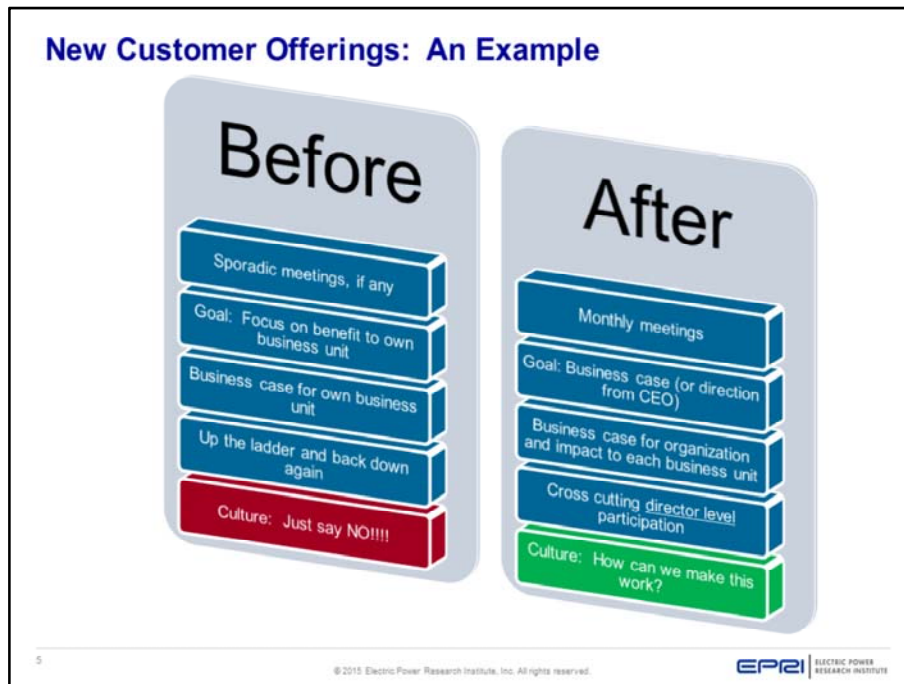 New Customer Offerings: An Example
Before
Sporadic meetings, if any
Goal: Focus on benefit to own
business unit
Business case for own business
unit
Up the ladder and back down
again
Culture: Just say NO!!!!
After
Monthly meetings
Goal: Business case (or direction
from CEO)
Business case for organization
and impact to each business unit
Cross cutting director level
participation
Culture: How can we make this
work?
5
© 2015 Electric Power Research Institute, Inc. All rights reserved.
EPRI
ELECTRIC POWER
RESEARCH INSTITUTE